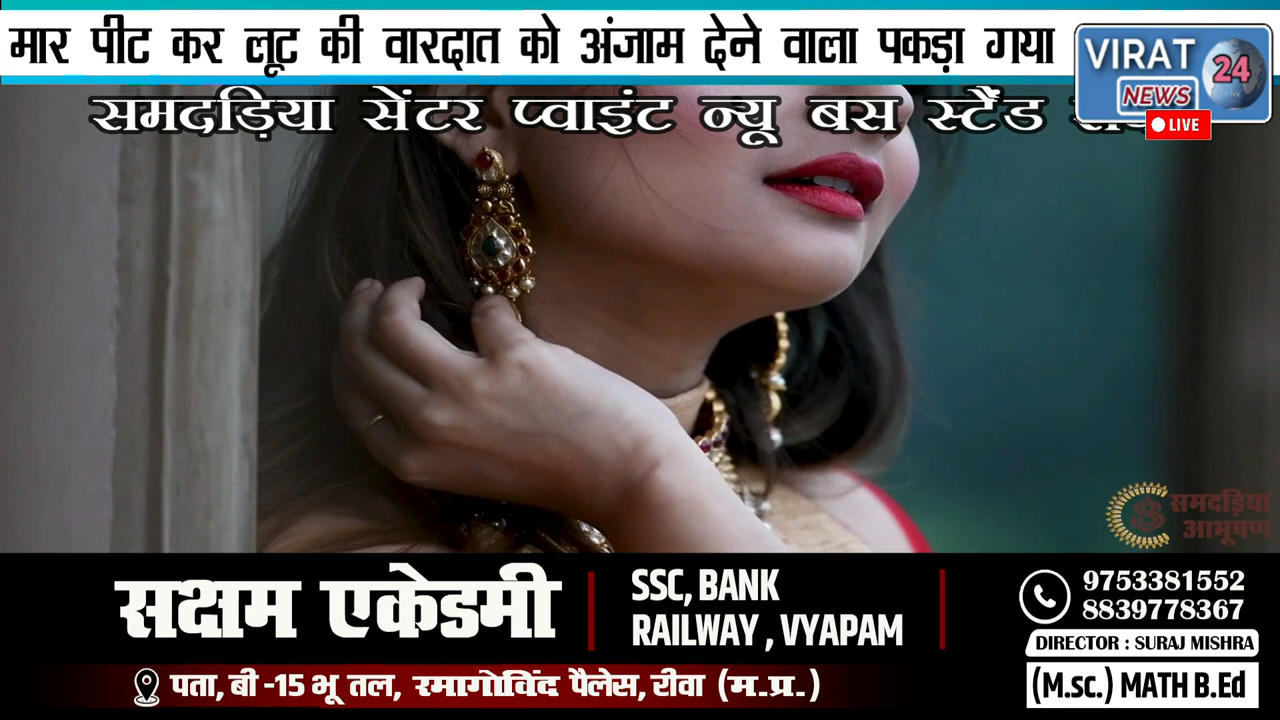 मार पीट कर लूट की वारदात को अंजाम देने वाला पकड़ा गया
VIRAT
24
NEWS
LIVE
समदड़िया सेंटर प्वाइंट न्यू बस स्टैंड
समदड़िया
आभूषण
सक्षम एकेडमी
SSC, BANK
RAILWAY , VYAPAM
9753381552
8839778367
DIRECTOR : SURAJ MISHRA
(M.sc.) MATH B.Ed
पता, बी -15 भू तल, रमागोविंद पैलेस, रीवा (म.प्र.)